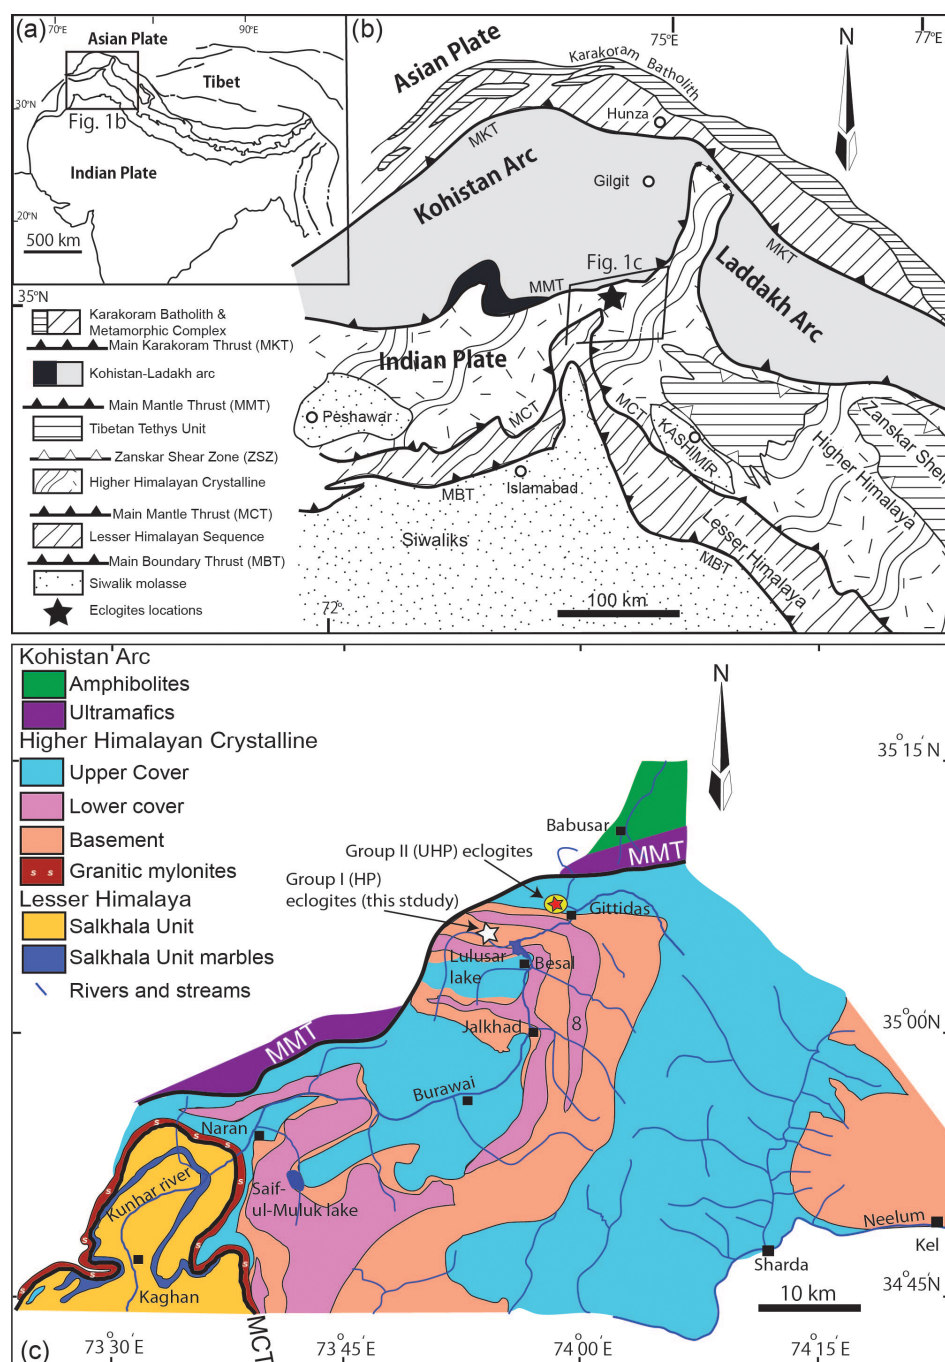 (a)
70°E
90°E
Asian Plate
Tibet
30°N
Fig. 1b
Indian Plate
20°N
500 km
(b)
75°E
77°E
N
Asian Plate
Karakoram Batholith
Hunza
MKT
Kohistan Arc
Gilgit
MKT
Fig. 1c
MMT
Laddakh Arc
35°N
Indian Plate
Peshawar
MCT
MCT
KASHMIR
Zanskar Shear
Higher Himalaya
MBT
Islamabad
Siwaliks
Lesser Himalaya
MBT
100 km
72°
Karakoram Batholith &
Metamorphic Complex
Main Karakoram Thrust (MKT)
Kohistan-Ladakh arc
Main Mantle Thrust (MMT)
Tibetan Tethys Unit
Zanskar Shear Zone (ZSZ)
Higher Himalayan Crystalline
Main Mantle Thrust (MCT)
Lesser Himalayan Sequence
Main Boundary Thrust (MBT)
Siwalik molasse
Eclogites locations
Kohistan Arc
Amphibolites
Ultramafics
Higher Himalayan Crystalline
Upper Cover
Lower cover
Basement
s s
Granitic mylonites
Lesser Himalaya
Salkhala Unit
Salkhala Unit marbles
Rivers and streams
N
35°15'N
Babusar
MMT
Group II (UHP) eclogites
Group I (HP)
eclogites (this stdudy)
Gittidas
Lulusar
lake
Besal
8
Jalkhad
35°00'N
MMT
Burawai
Naran
Saif-
ul-Muluk lake
Kunhar river
Kaghan
Neelum
Kel
Sharda
34°45'N
10 km
(c)
73°30'E
MCT
73°45'E
74°00'E
74°15'E